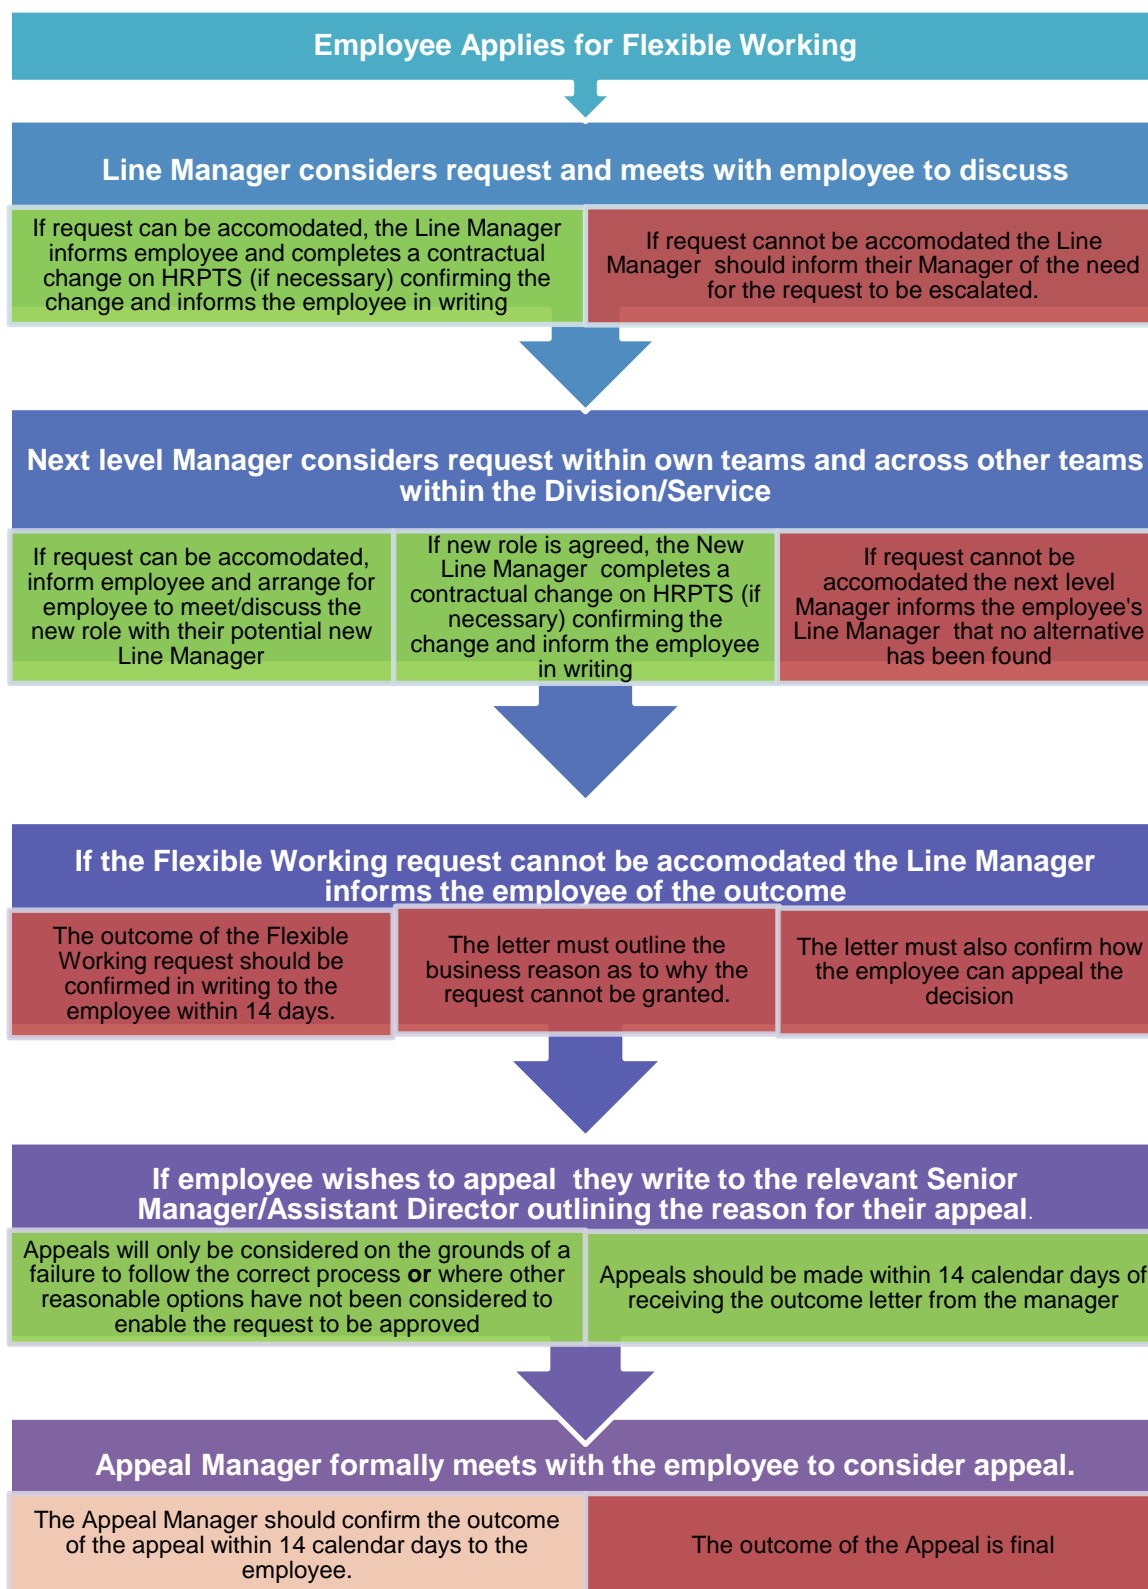 Employee Applies for Flexible Working
Line Manager considers request and meets with employee to discuss
If request can be accomodated, the Line Manager
informs employee and completes a contractual
change on HRPTS (if necessary) confirming the
change and informs the employee in writing
If request cannot be accomodated the Line
Manager should inform their Manager of the need
for the request to be escalated.
Next level Manager considers request within own teams and across other teams
within the Division/Service
If request can be accomodated,
inform employee and arrange for
employee to meet/discuss the
new role with their potential new
Line Manager
If new role is agreed, the New
Line Manager completes a
contractual change on HRPTS (if
necessary) confirming the
change and inform the employee
in writing
If request cannot be
accomodated the next level
Manager informs the employee's
Line Manager that no alternative
has been found
If the Flexible Working request cannot be accomodated the Line Manager
informs the employee of the outcome
The outcome of the Flexible
Working request should be
confirmed in writing to the
employee within 14 days.
The letter must outline the
business reason as to why the
request cannot be granted.
The letter must also confirm how
the employee can appeal the
decision
If employee wishes to appeal they write to the relevant Senior
Manager/Assistant Director outlining the reason for their appeal.
Appeals will only be considered on the grounds of a
failure to follow the correct process or where other
reasonable options have not been considered to
enable the request to be approved
Appeals should be made within 14 calendar days of
receiving the outcome letter from the manager
Appeal Manager formally meets with the employee to consider appeal.
The Appeal Manager should confirm the outcome
of the appeal within 14 calendar days to the
employee.
The outcome of the Appeal is final